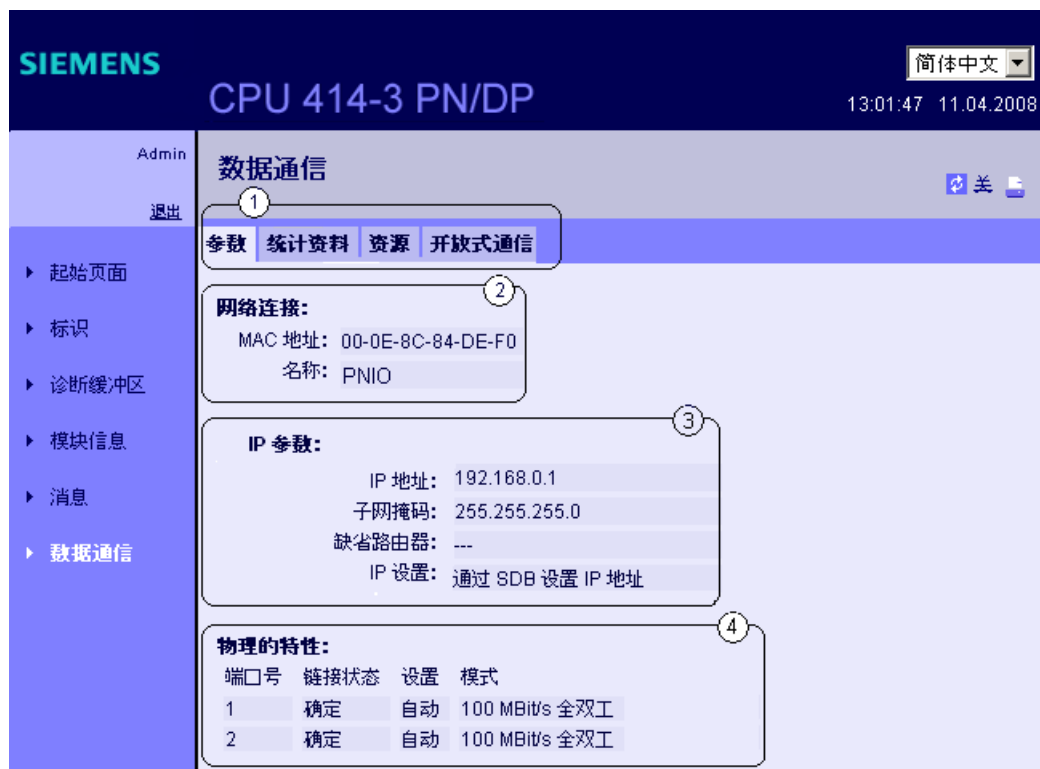 SIEMENS
简体中文
CPU 414-3 PN/DP
13:01:47 11.04.2008
Admin
退出
数据通信
关
1
参数 统计资料 资源 开放式通信
起始页面
标识
诊断缓冲区
模块信息
消息
数据通信
2
网络连接:
MAC 地址: 00-0E-8C-84-DE-F0
名称: PNIO
3
IP 参数:
IP 地址: 192.168.0.1
子网掩码: 255.255.255.0
缺省路由器: ---
IP 设置: 通过 SDB 设置 IP 地址
4
物理的特性:
端口号 链接状态 设置 模式
1 确定 自动 100 MBit/s 全双工
2 确定 自动 100 MBit/s 全双工